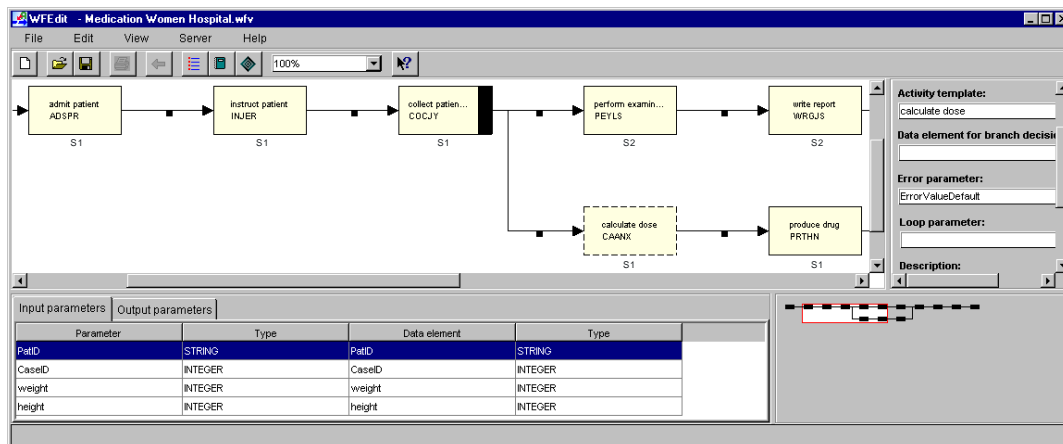 WFEdit - Medication Women Hospital.wfv
File Edit View Server Help
100%
admit patient
ADSPR
S1
instruct patient
INJER
S1
collect patien...
COCJY
S1
perform examin...
PEYLS
S2
write report
WRGJS
S2
calculate dose
CAANX
S1
produce drug
PRTHN
S1
Activity template:
calculate dose
Data element for branch decisio
Error parameter:
ErrorValueDefault
Loop parameter:
Description:
Input parameters Output parameters
Parameter Type Data element Type
PatID STRING PatID STRING
CaseID INTEGER CaseID INTEGER
weight INTEGER weight INTEGER
height INTEGER height INTEGER